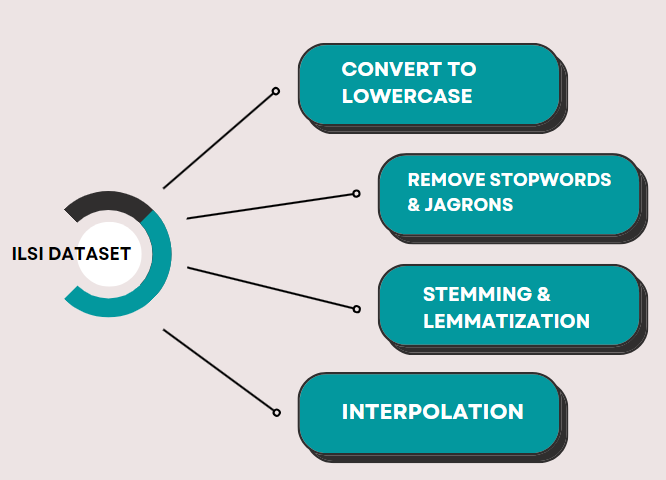 CONVERT TO
LOWERCASE
REMOVE STOPWORDS
& JAGRONS
ILSI DATASET
STEMMING &
LEMMATIZATION
INTERPOLATION